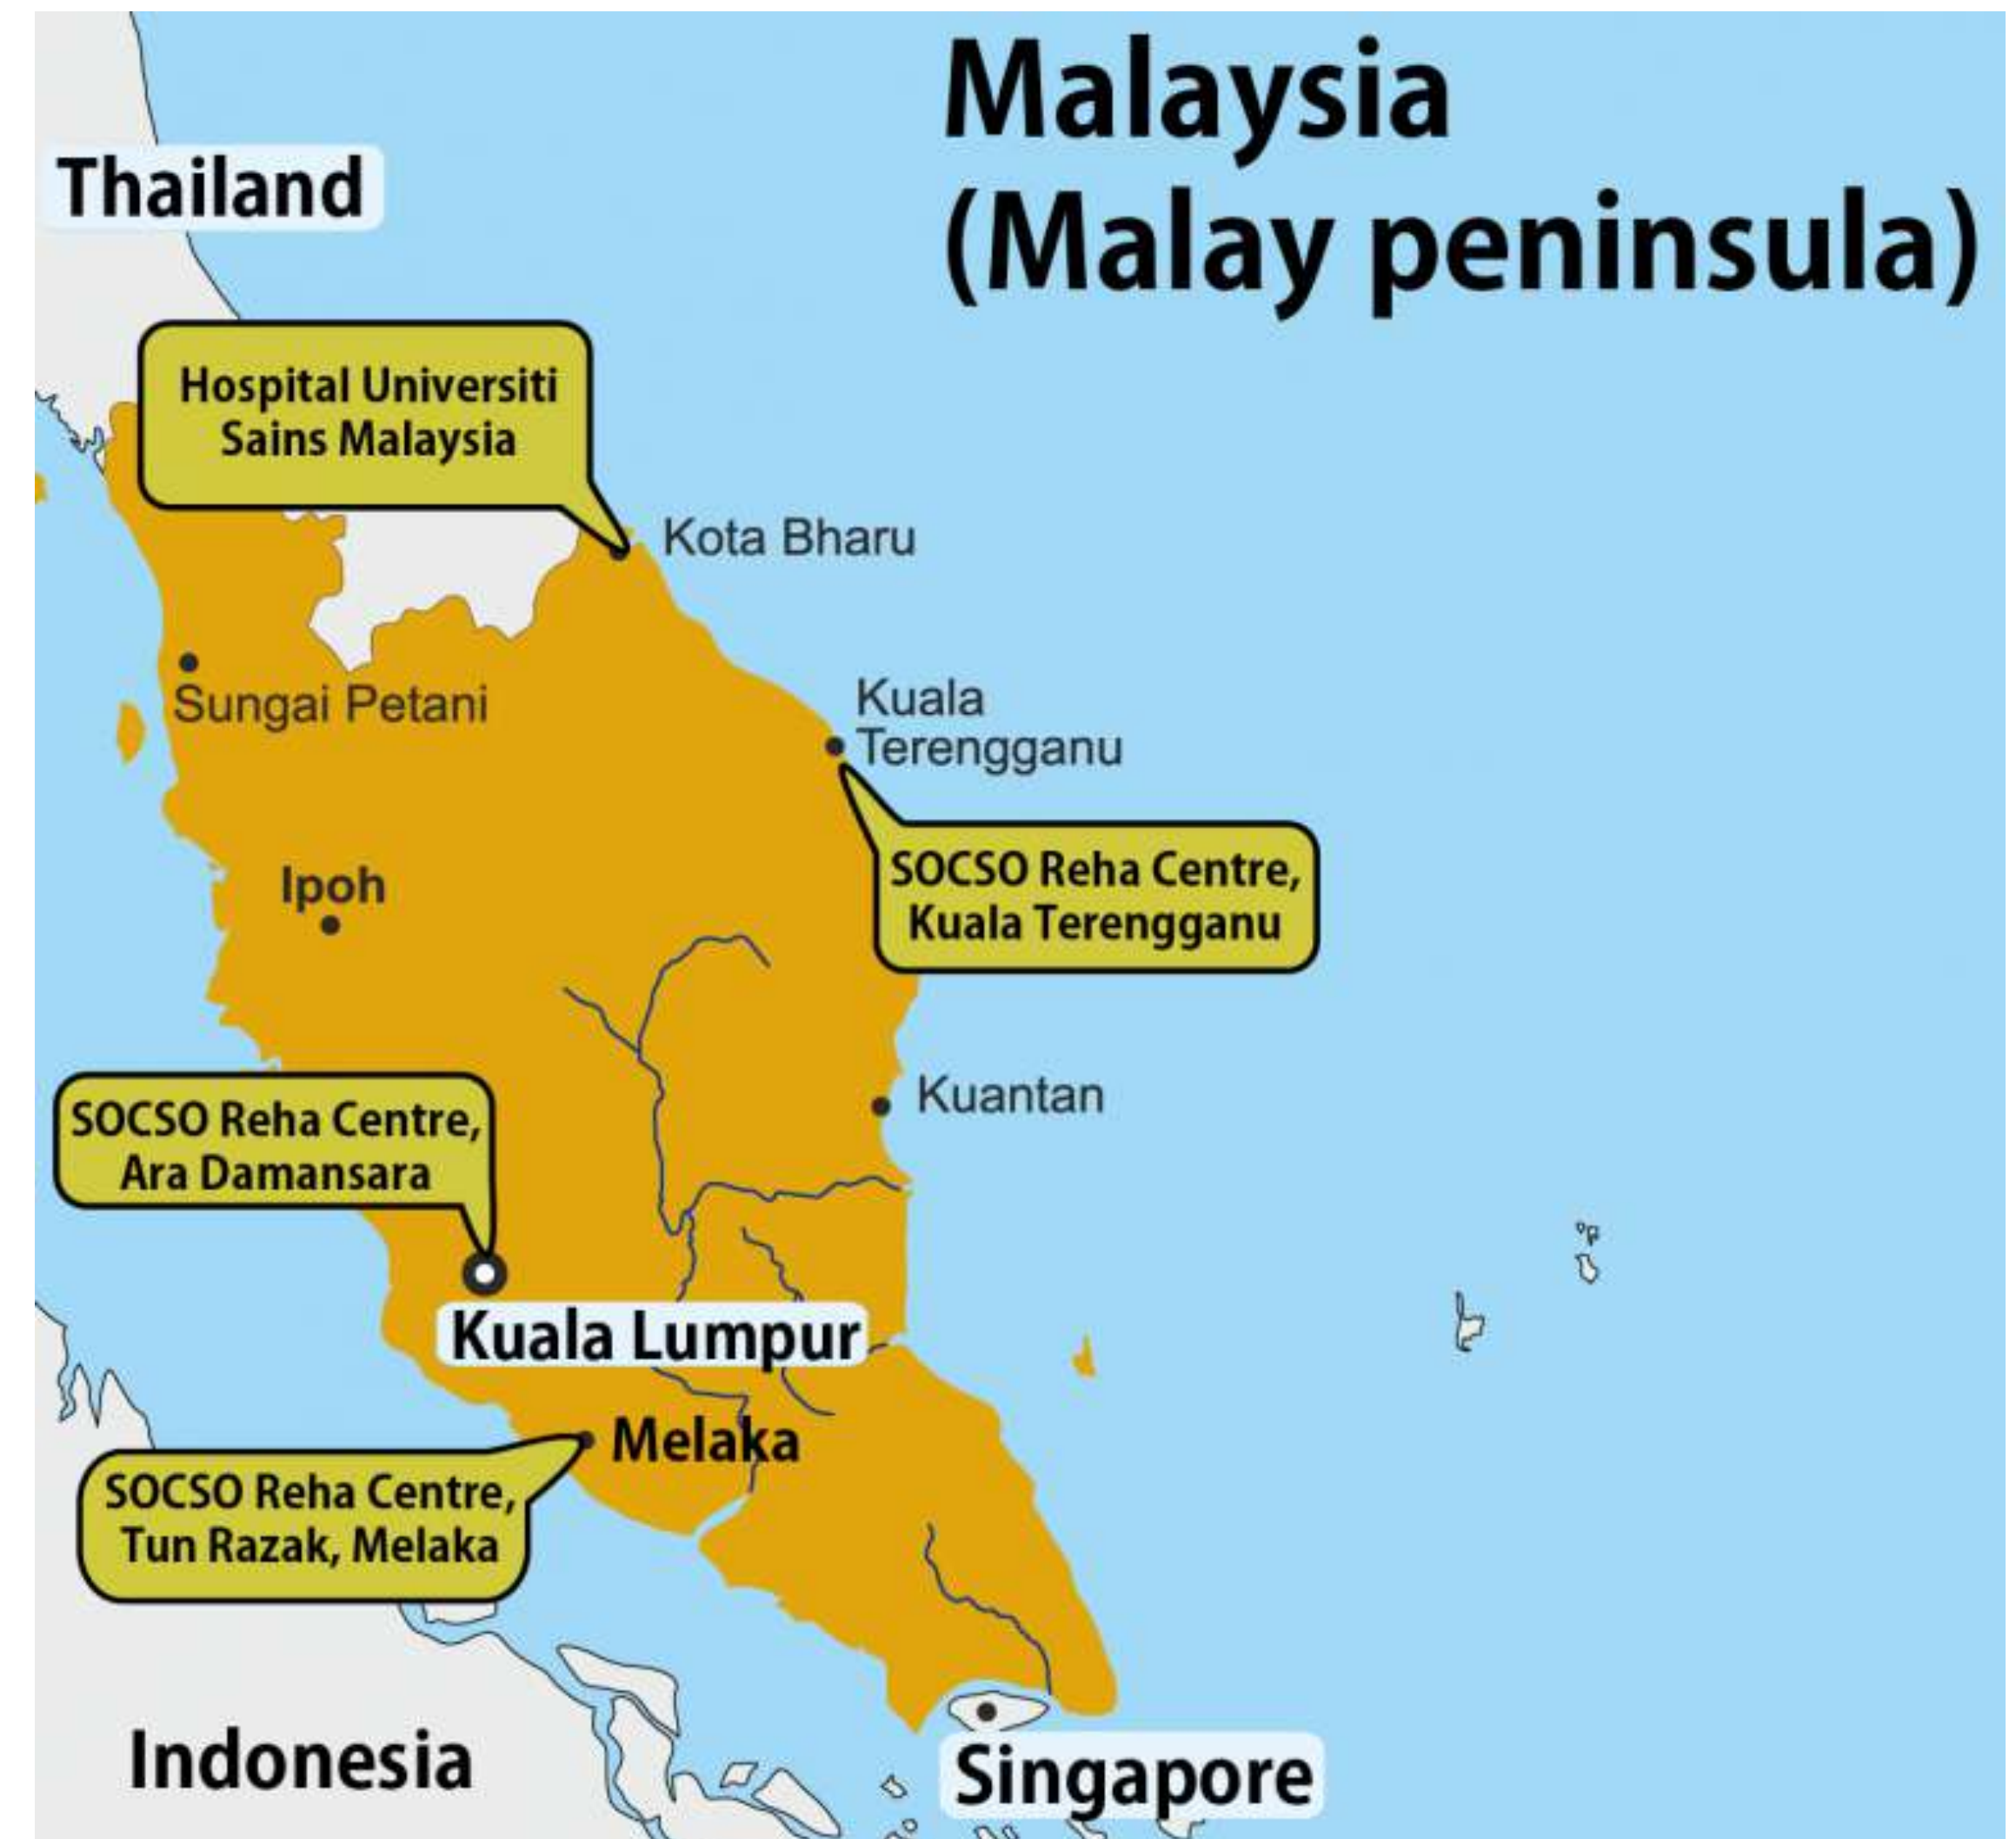 Malaysia
(Malay peninsula)
Thailand
Hospital Universiti
Sains Malaysia
Kota Bharu
Sungai Petani
Kuala
Terengganu
SOCSO Reha Centre,
Kuala Terengganu
Ipoh
SOCSO Reha Centre,
Ara Damansara
Kuantan
Kuala Lumpur
Melaka
SOCSO Reha Centre,
Tun Razak, Melaka
Indonesia
Singapore